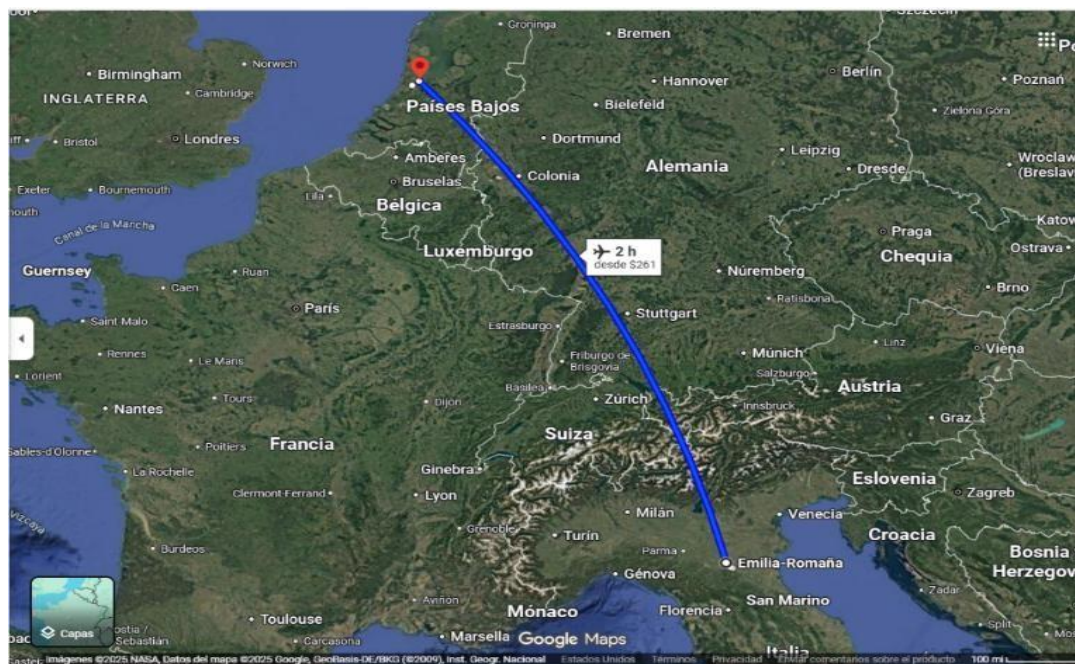 Groninga
Bremen
Norwich
Birmingham
Hannover
Berlín
Poznań
INGLATERRA
Cambridge
Países Bajos
Bielefeld
Zielona Góra
Bristol
Londres
Dortmund
Amberes
Leipzig
Wroclaw
(Breslavia
Alemania
Dresde
Exeter
Bournemouth
Bruselas
Colonia
Lila
Bélgica
Canal de la Mancha
Katow
Praga
Luxemburgo
2 h
desde $261
Chequia
Ostrava
Guernsey
Ruan
Núremberg
Caen
Brno
Ratisbona
París
Saint Malo
Stuttgart
Estrasburgo
Linz
Viena
Rennes
Le Mans
Múnich
Friburgo de
Brisgovia
Salzburgo
Lorient
Basilea
Austria
Tours
Dijon
Zúrich
Innsbruck
Nantes
Graz
Suiza
Francia
Poitiers
Sables-d'Olonne
La Rochelle
Ginebra
Eslovenia
Clermont-Ferrand
Lyon
Zagreb
Milán
Venecia
Vizcaya
Grenoble
Turín
Croacia
Burdeos
Parma
Emilia-Romaña
Bosnia
Herzegov
Génova
Aviñón
San Marino
Zadar
Mónaco
Florencia
Toulouse
Split
Capas
Carcasona
Marsella
Google Maps
Italia
Imágenes ©2025 NASA, Datos del mapa ©2025 Google, GeoBasis-DE/BKG (©2009), Inst. Geogr. Nacional
Estados Unidos
Términos
Privacidad
Enviar comentarios sobre el producto
100 mi